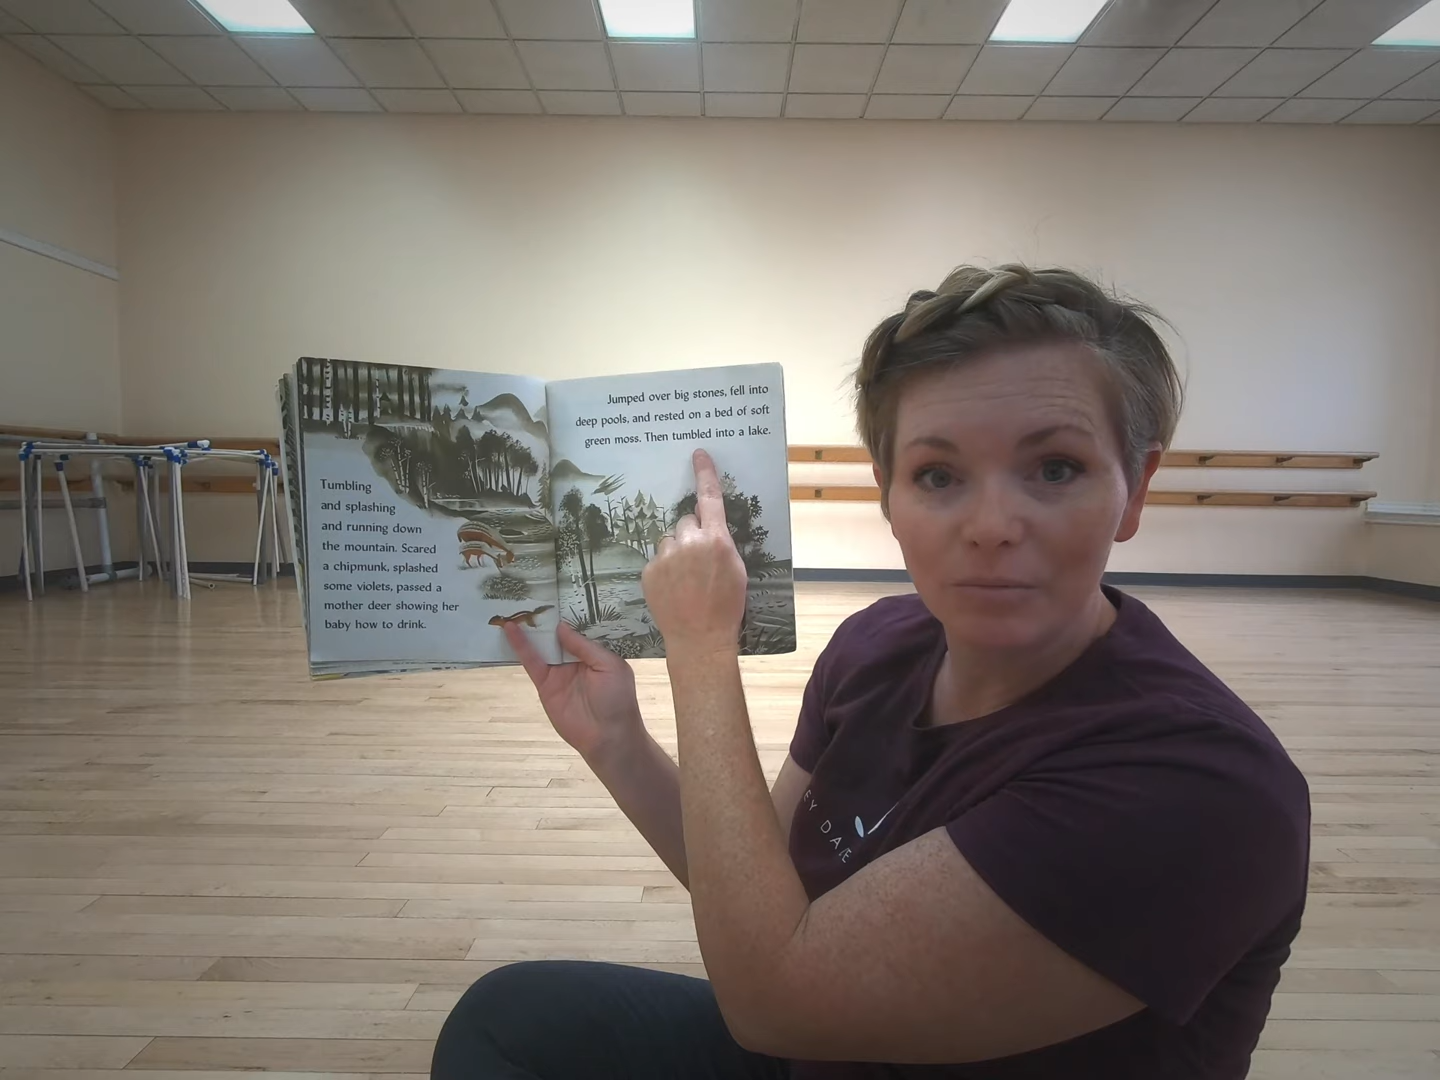 Tumbling
and splashing
and running down
the mountain. Scared
a chipmunk, splashed
some violets, passed a
mother deer showing her
baby how to drink.
Jumped over big stones, fell into
deep pools, and rested on a bed of soft
green moss. Then tumbled into a lake.